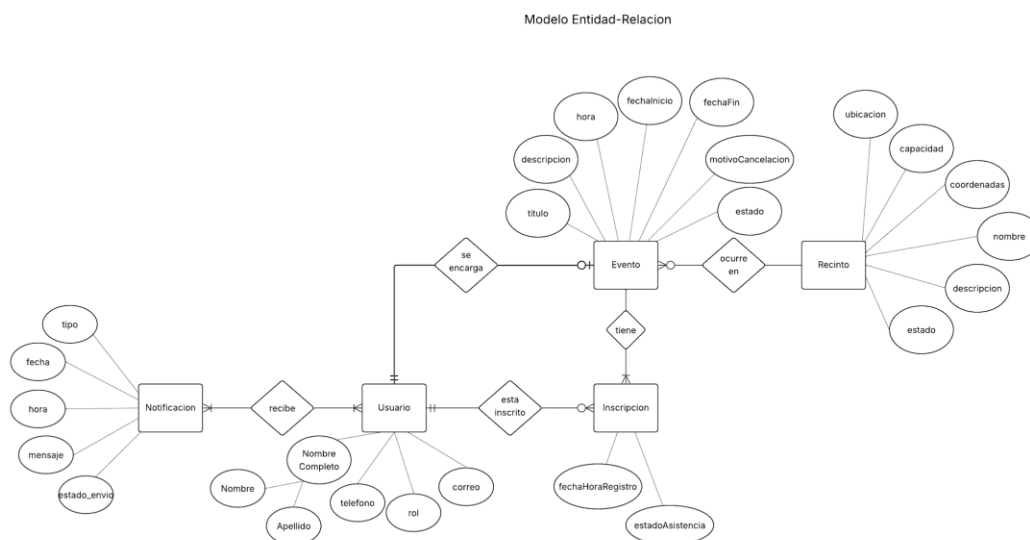 Modelo Entidad-Relacion
fechaInicio
fechaFin
hora
ubicacion
capacidad
descripcion
motivoCancelacion
coordenadas
titulo
estado
nombre
se
encarga
Evento
ocurre
en
Recinto
descripcion
tipo
tiene
estado
fecha
hora
Notificacion
recibe
Usuario
esta
inscrito
Inscripcion
mensaje
Nombre
Completo
estado_envio
Nombre
telefono
correo
fechaHoraRegistro
Apellido
rol
estadoAsistencia